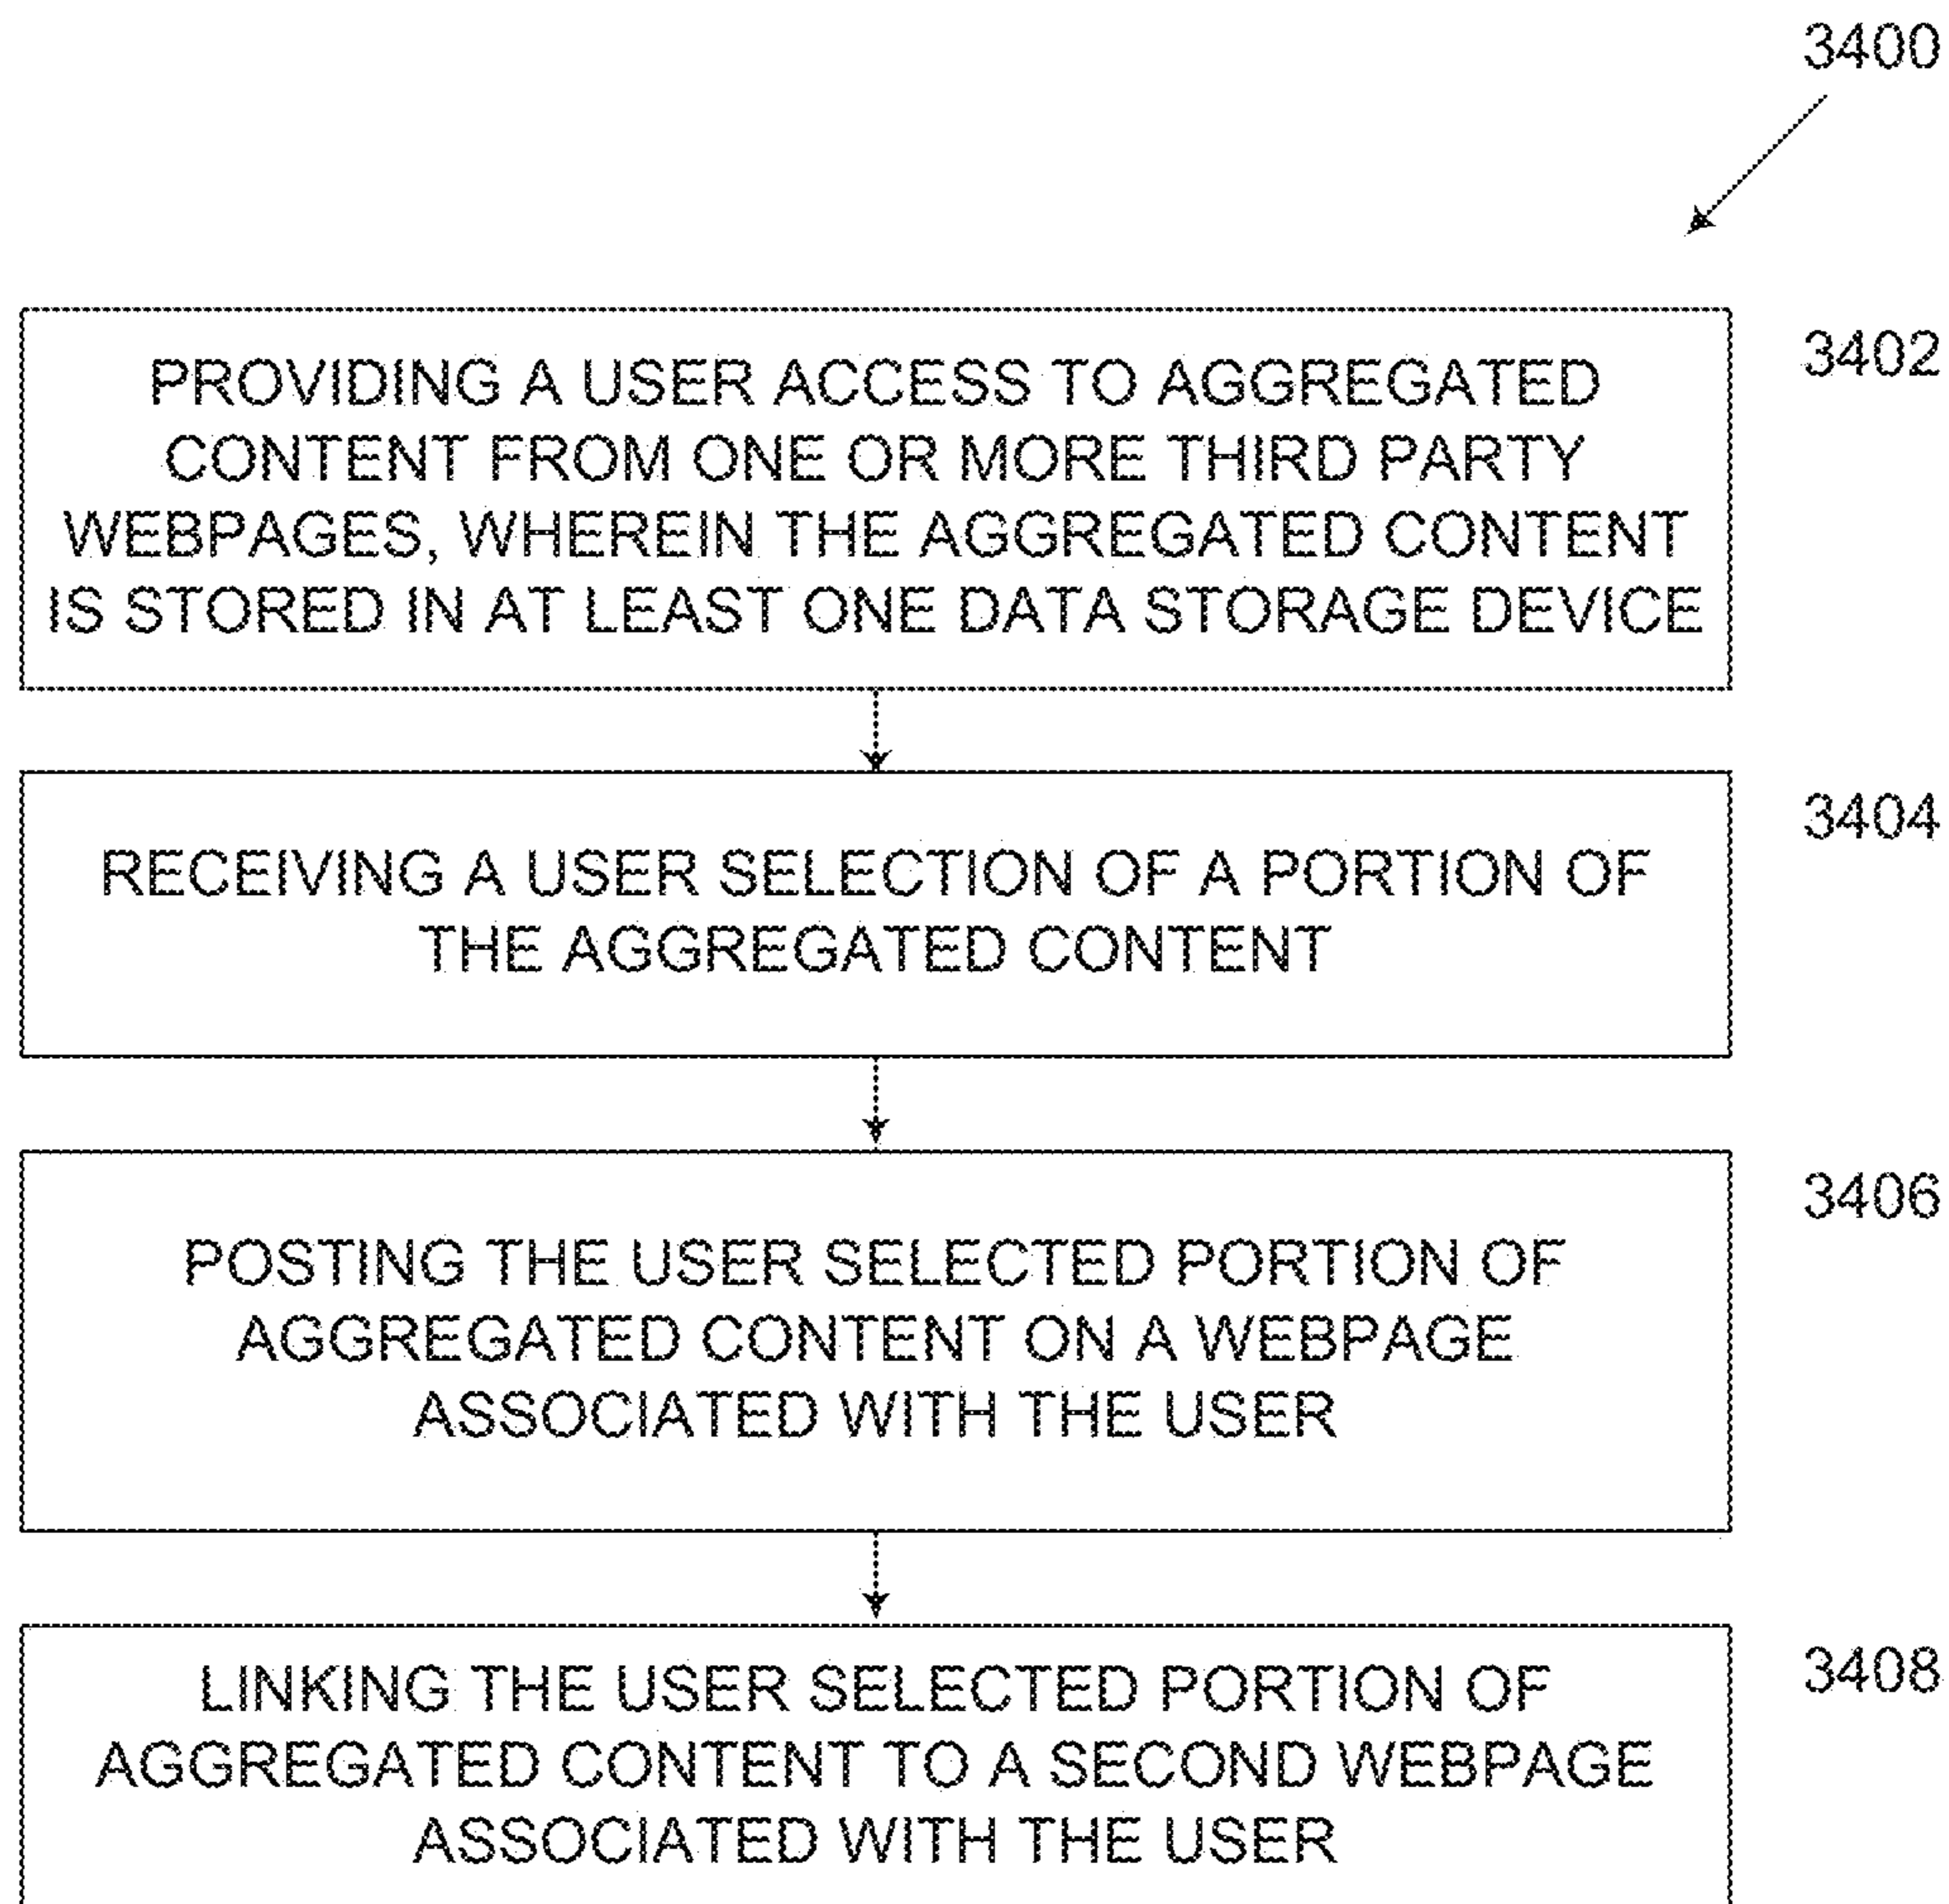 3400
3402
PROVIDING A USER ACCESS TO AGGREGATED
CONTENT FROM ONE OR MORE THIRD PARTY
WEBPAGES, WHEREIN THE AGGREGATED CONTENT
IS STORED IN AT LEAST ONE DATA STORAGE DEVICE
3404
RECEIVING A USER SELECTION OF A PORTION OF
THE AGGREGATED CONTENT
3406
POSTING THE USER SELECTED PORTION OF
AGGREGATED CONTENT ON A WEBPAGE
ASSOCIATED WITH THE USER
3408
LINKING THE USER SELECTED PORTION OF
AGGREGATED CONTENT TO A SECOND WEBPAGE
ASSOCIATED WITH THE USER